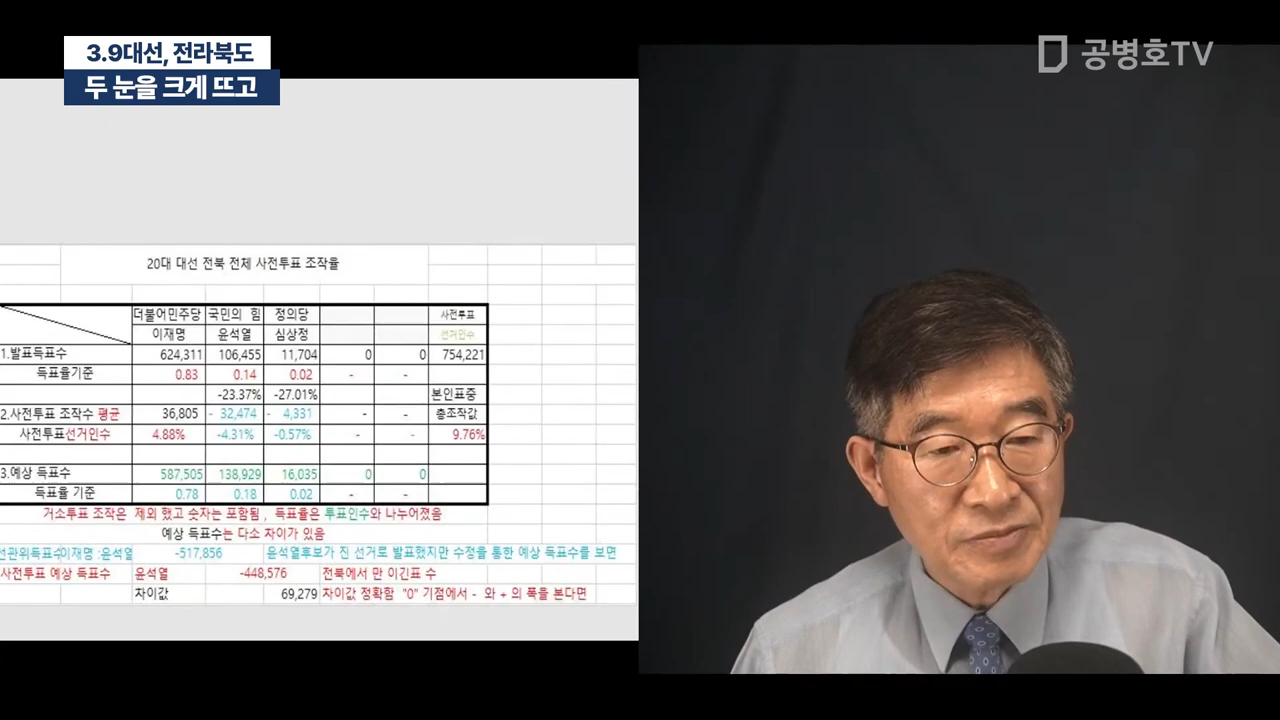 3.9대선, 전라북도
두 눈을 크게 뜨고
공병호TV
20대 대선 전북 전체 사전투표 조작율
더불어민주당 국민의 힘 정의당 사전투표
이재명 윤석열 심상정 선거인수
1.발표득표수 624,311 106,455 11,704 0 0 754,221
득표율기준 0.83 0.14 0.02 - -
-23.37% -27.01% 본인표중
2.사전투표 조작수 평균 36,805 - 32,474 - 4,331 - - 총조작값
사전투표선거인수 4.88% -4.31% -0.57% - - 9.76%
3.예상 득표수 587,505 138,929 16,035 0 0
득표율 기준 0.78 0.18 0.02 - -
거소투표 조작은 제외 했고 숫자는 포함됨 , 득표율은 투표인수와 나누어졌음
예상 득표수는 다소 차이가 있음
선관위득표수이재명 :윤석열 -517,856 윤석열후보가 진 선거로 발표했지만 수정을 통한 예상 득표수를 보면
사전투표 예상 득표수 윤석열 -448,576 전북에서 만 이긴표 수
차이값 69,279 차이값 정확함 "0" 기점에서 - 와 + 의 폭을 본다면